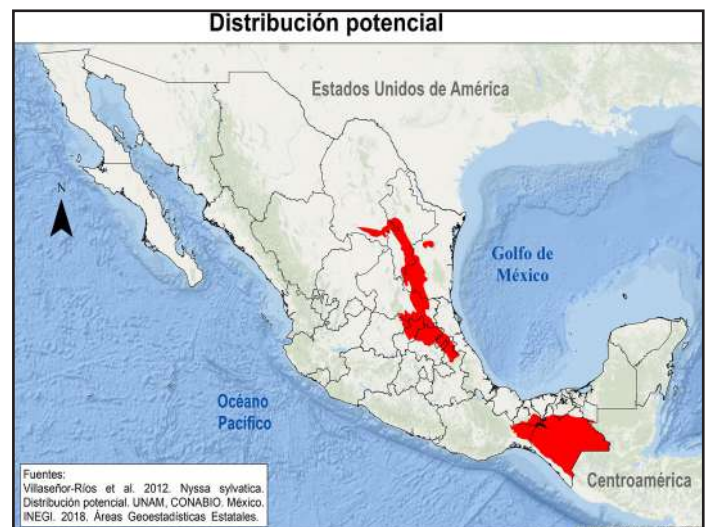 Distribución potencial
Estados Unidos de América
N
Golfo de
México
Océano
Pacífico
Centroamérica
Fuentes:
Villaseñor-Ríos et al. 2012. Nyssa sylvatica.
Distribución potencial. UNAM, CONABIO. México.
INEGI. 2018. Áreas Geoestadísticas Estatales.